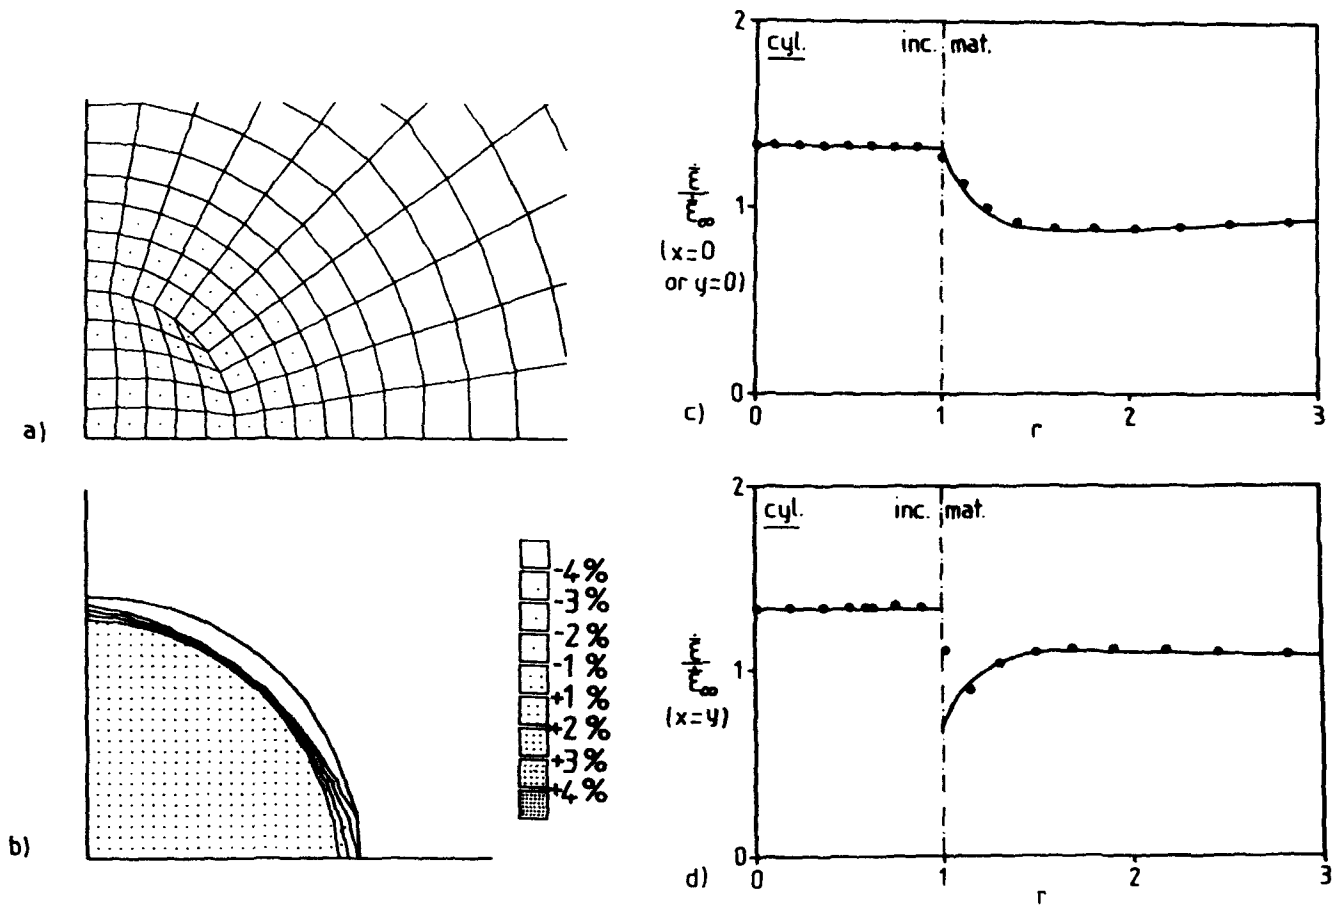 a)
b)
-4%
-3%
-2%
-1%
+1%
+2%
+3%
+4%
2
cyl.
inc. mat.
1
ε̇
ε̇∞
(x=0
or y=0)
0
c)
0 1 2 3
r
2
cyl.
inc. mat.
1
ε̇
ε̇∞
(x=y)
0
d)
0 1 2 3
r